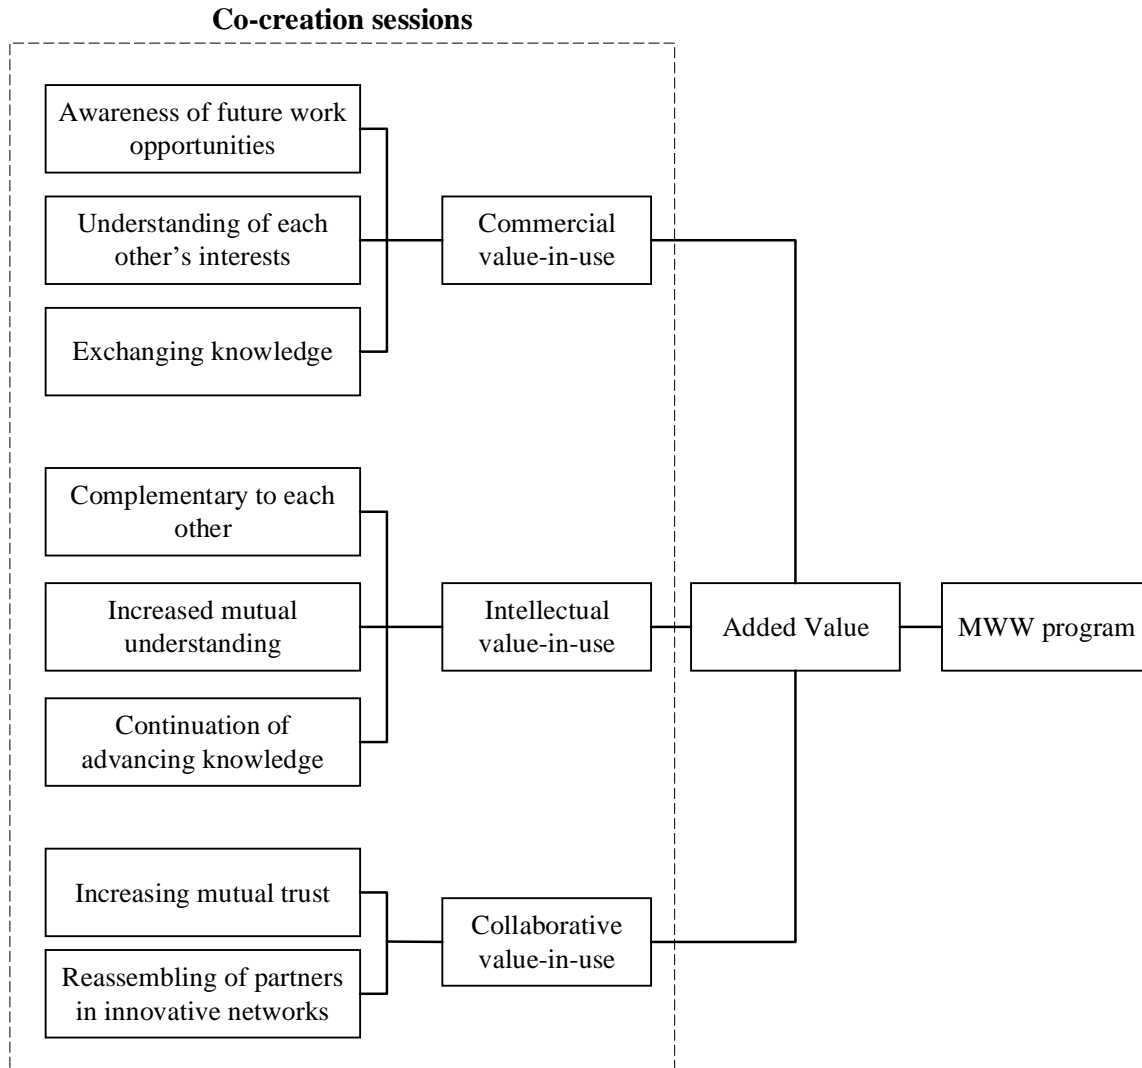 Co-creation sessions
Awareness of future work
opportunities
Understanding of each
other’s interests
Exchanging knowledge
Commercial
value-in-use
Complementary to each
other
Increased mutual
understanding
Continuation of
advancing knowledge
Intellectual
value-in-use
Added Value
MWW program
Increasing mutual trust
Reassembling of partners
in innovative networks
Collaborative
value-in-use